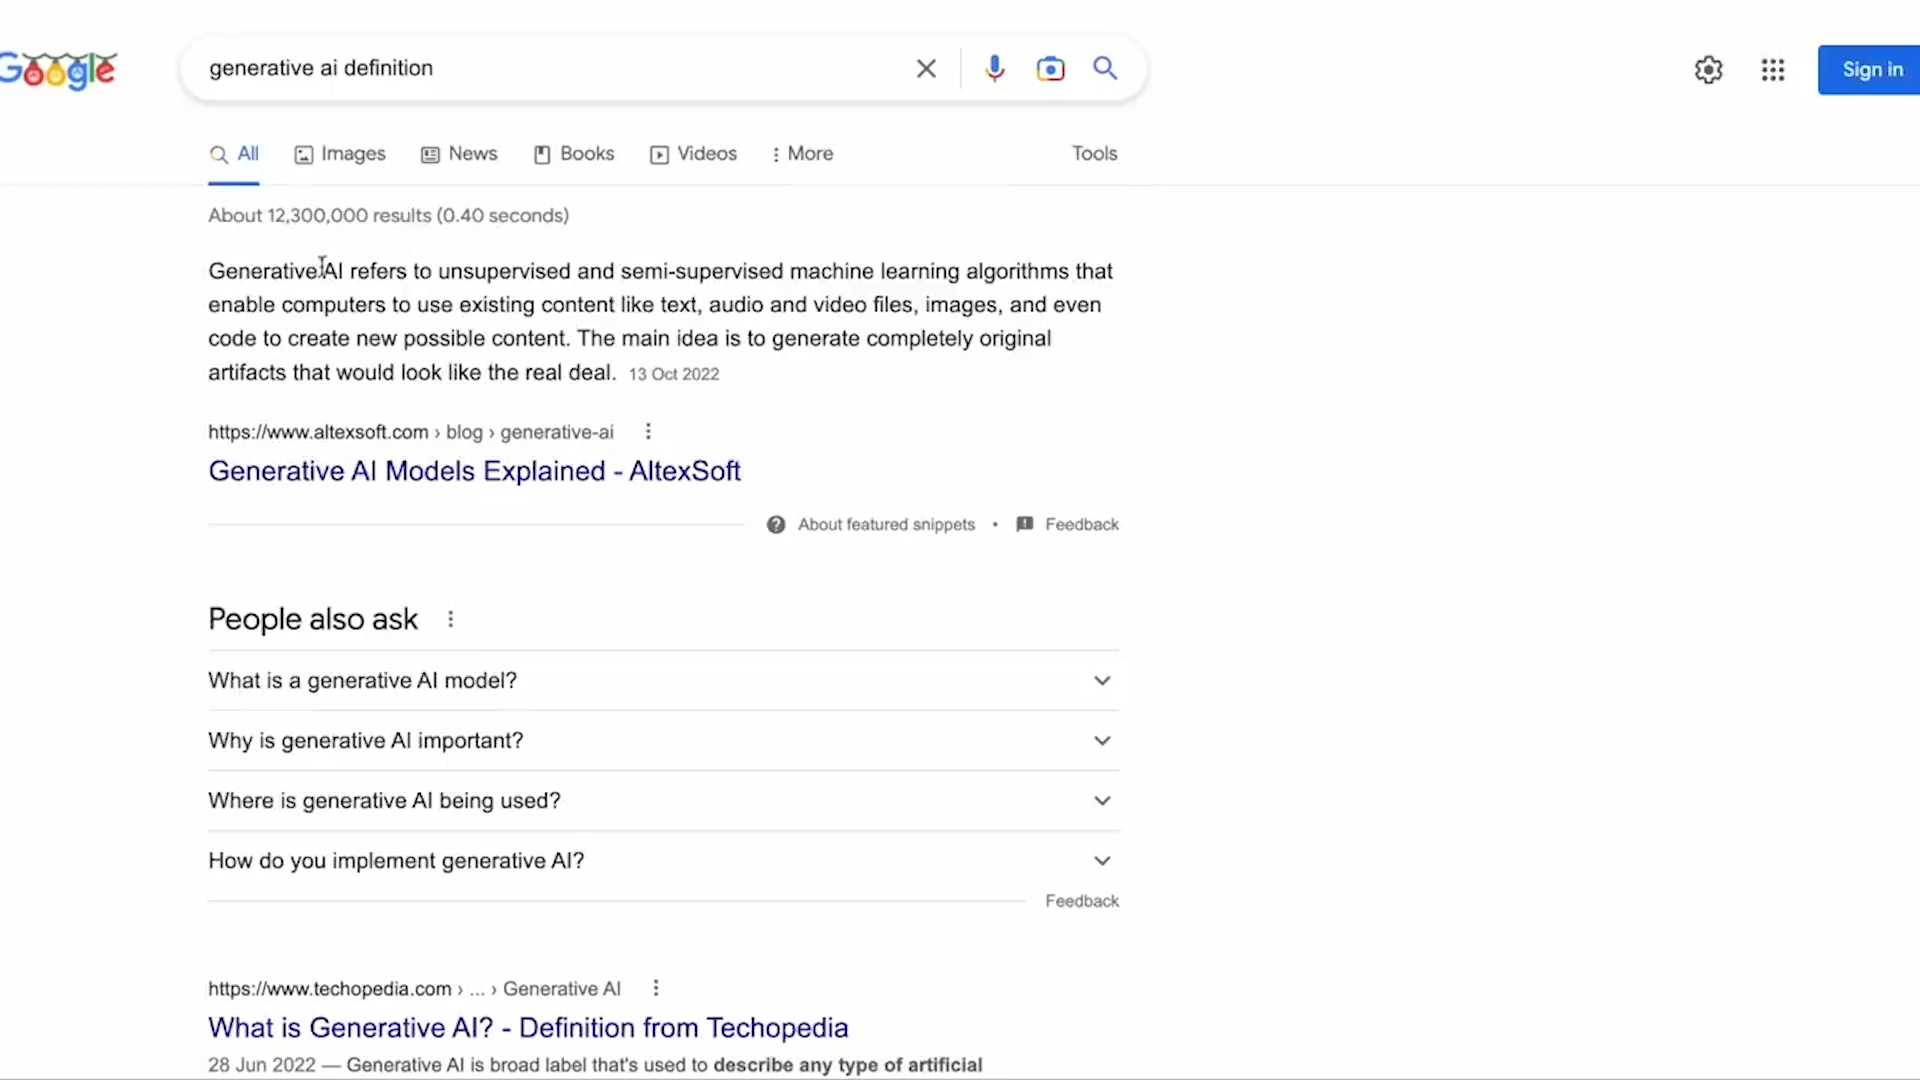 Google
generative ai definition
Sign in
All
Images
News
Books
Videos
More
Tools
About 12,300,000 results (0.40 seconds)
Generative AI refers to unsupervised and semi-supervised machine learning algorithms that
enable computers to use existing content like text, audio and video files, images, and even
code to create new possible content. The main idea is to generate completely original
artifacts that would look like the real deal. 13 Oct 2022
https://www.altexsoft.com › blog › generative-ai
Generative AI Models Explained - AltexSoft
About featured snippets • Feedback
People also ask
What is a generative AI model?
Why is generative AI important?
Where is generative AI being used?
How do you implement generative AI?
Feedback
https://www.techopedia.com › ... › Generative AI
What is Generative AI? - Definition from Techopedia
28 Jun 2022 — Generative AI is broad label that's used to describe any type of artificial